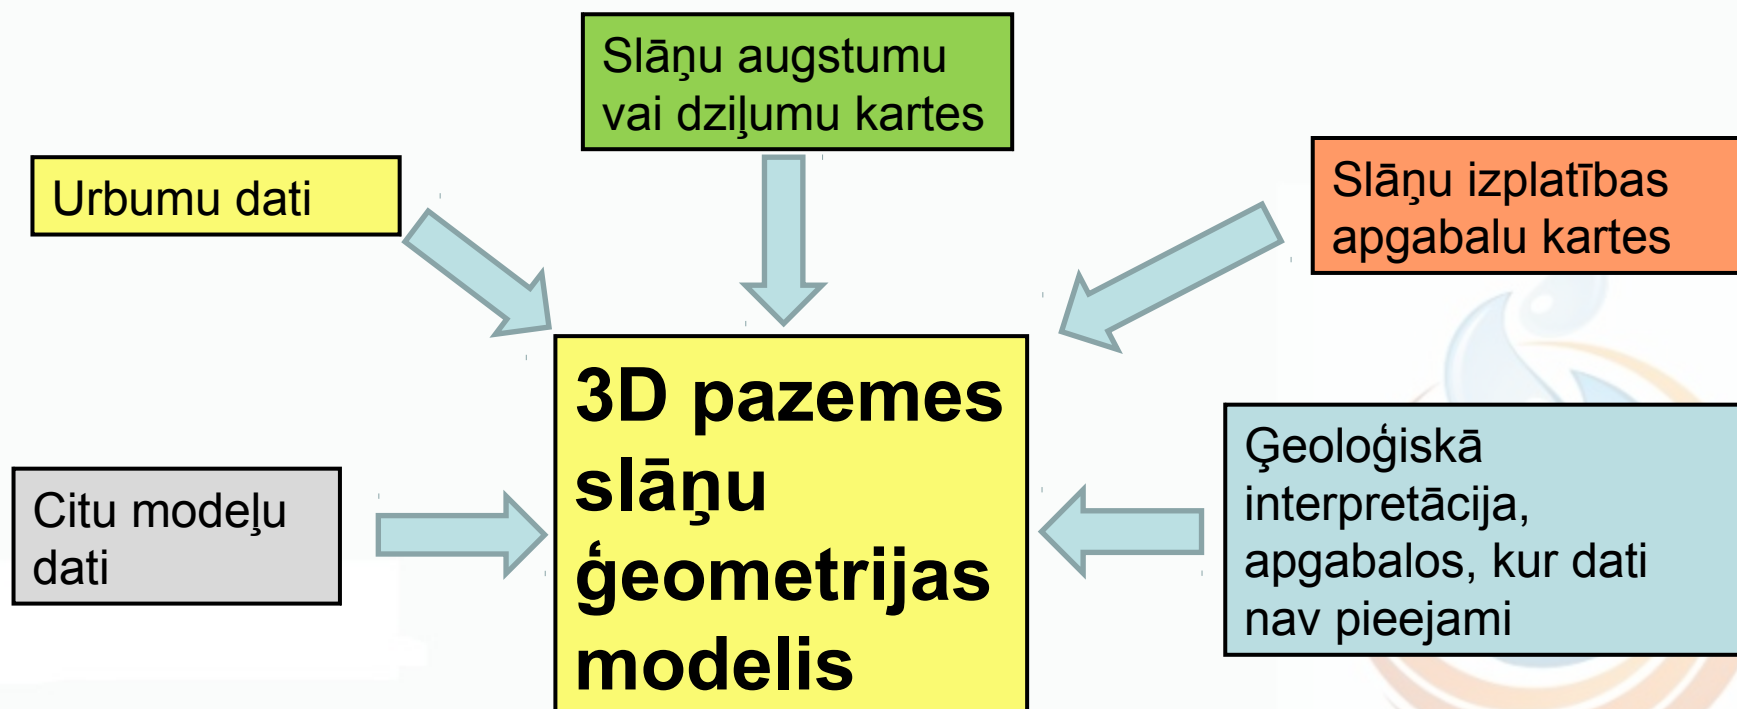 Slāņu augstumu
vai dziļumu kartes
Urbumu dati
Slāņu izplatības
apgabalu kartes
3D pazemes
slāņu
ģeometrijas
modelis
Citu modeļu
dati
Ģeoloģiskā
interpretācija,
apgabalos, kur dati
nav pieejami